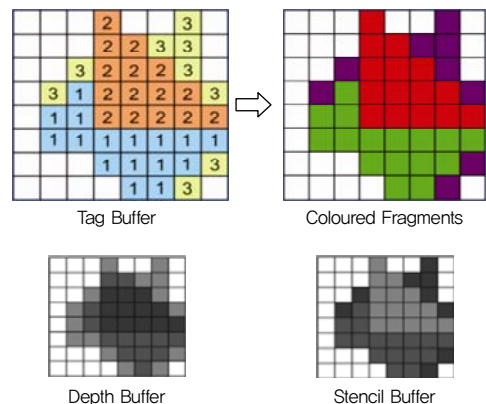 2 3
2 2 3 3
3 2 2 2 3
3 1 2 2 2 2 3
1 1 2 2 2 2 2
1 1 1 1 1 1 1
1 1 1 1 3
1 1 3
Tag Buffer
Coloured Fragments
Depth Buffer
Stencil Buffer